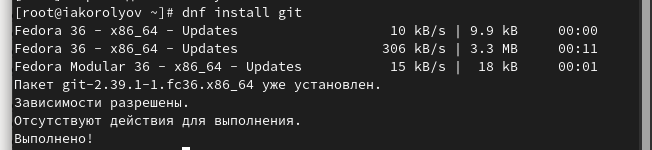 [root@iakorolyov ~]# dnf install git
Fedora 36 - x86_64 - Updates 10 kB/s | 9.9 kB 00:00
Fedora 36 - x86_64 - Updates 306 kB/s | 3.3 MB 00:11
Fedora Modular 36 - x86_64 - Updates 15 kB/s | 18 kB 00:01
Пакет git-2.39.1-1.fc36.x86_64 уже установлен.
Зависимости разрешены.
Отсутствуют действия для выполнения.
Выполнено!